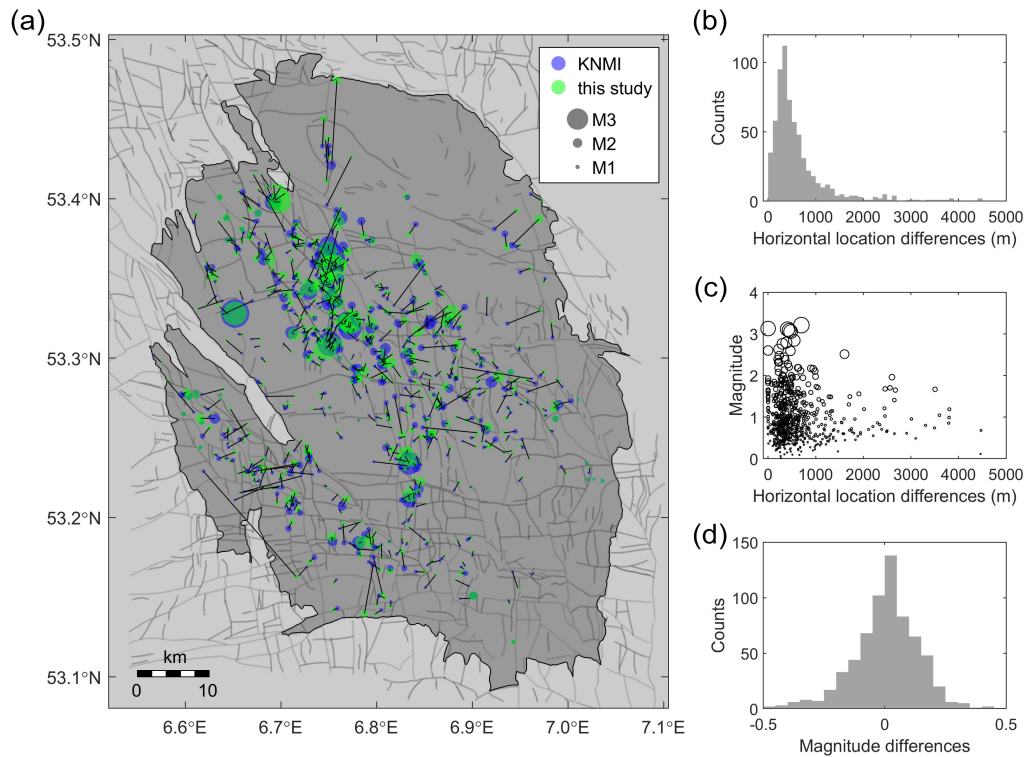 (a)
53.5°N
53.4°N
53.3°N
53.2°N
53.1°N
6.6°E 6.7°E 6.8°E 6.9°E 7.0°E 7.1°E
KNMI
this study
M3
M2
M1
km
0 10
(b)
100
50
0
Counts
0 1000 2000 3000 4000 5000
Horizontal location differences (m)
(c)
4
3
2
1
0
Magnitude
0 1000 2000 3000 4000 5000
Horizontal location differences (m)
(d)
150
100
50
0
Counts
-0.5 0 0.5
Magnitude differences